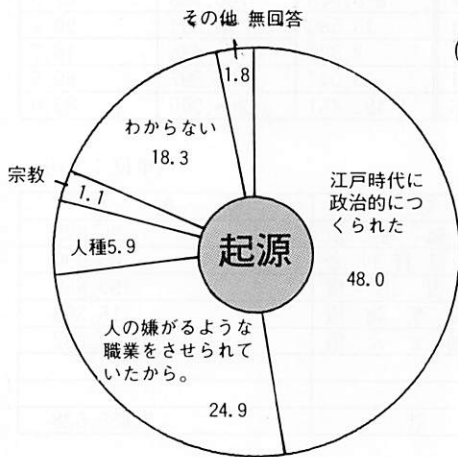 その他 無回答
(
1.8
わからない
18.3
宗教
1.1
人種5.9
起源
江戸時代に
政治的につ
くられた
48.0
人の嫌がるような
職業をさせられて
いたから。
24.9